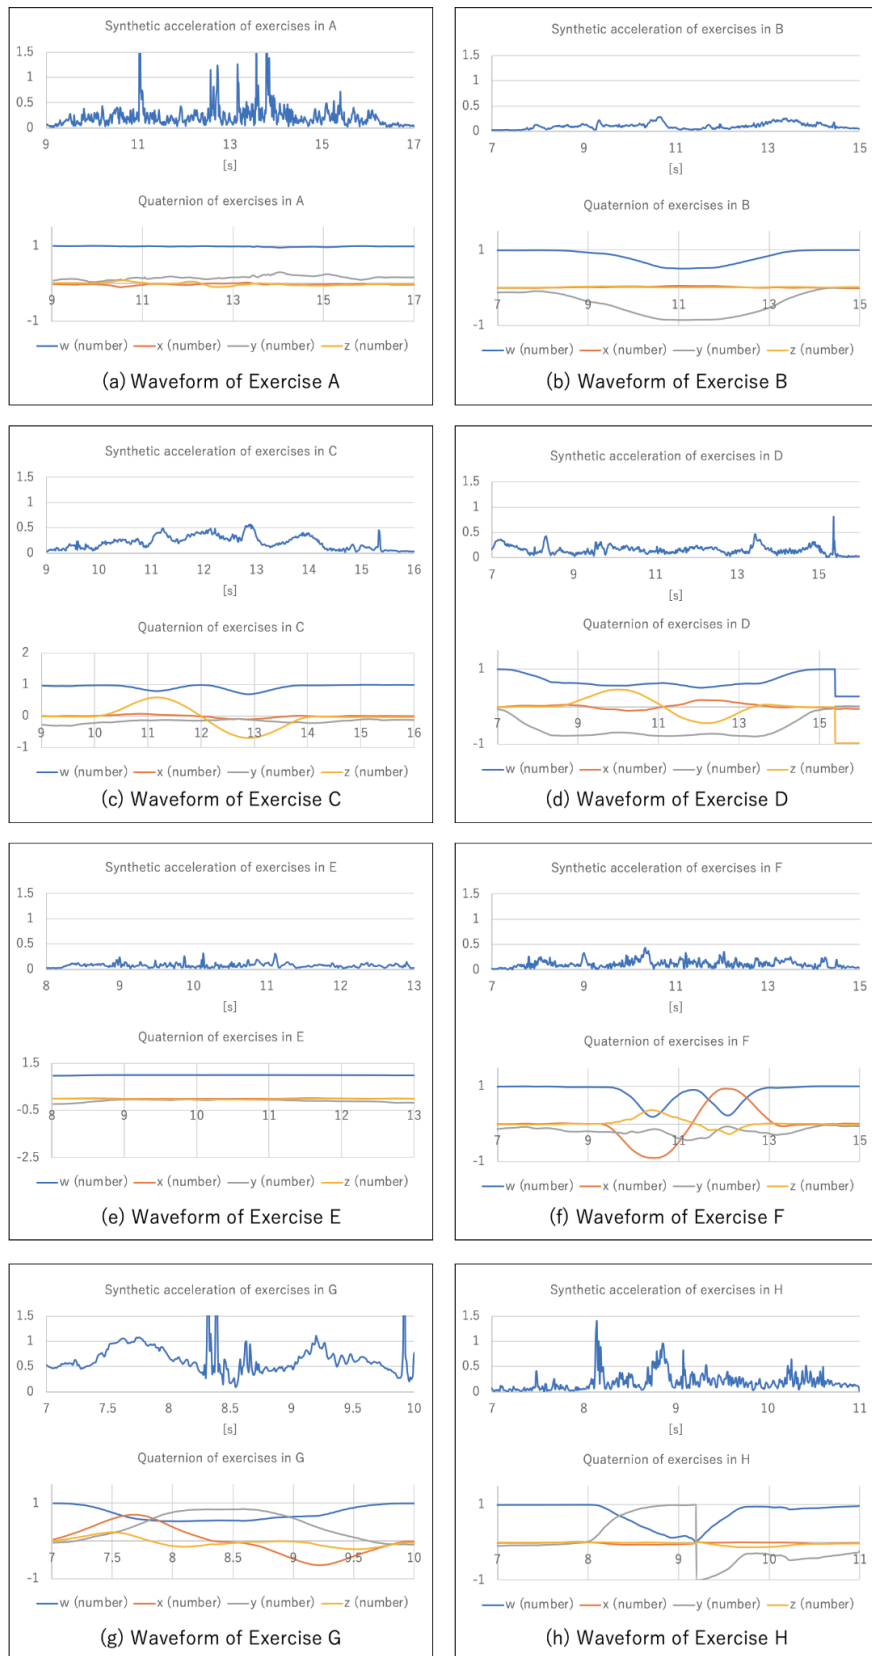 Synthetic acceleration of exercises in A
1.5
1
0.5
0
9 11 13 15 17
[s]
Quaternion of exercises in A
1
9 11 13 15 17
-1
w (number) x (number) y (number) z (number)
(a) Waveform of Exercise A
Synthetic acceleration of exercises in B
1.5
1
0.5
0
7 9 11 13 15
[s]
Quaternion of exercises in B
1
7 9 11 13 15
-1
w (number) x (number) y (number) z (number)
(b) Waveform of Exercise B
Synthetic acceleration of exercises in C
1.5
1
0.5
0
9 10 11 12 13 14 15 16
[s]
Quaternion of exercises in C
2
1
0
9 10 11 12 13 14 15 16
-1
w (number) x (number) y (number) z (number)
(c) Waveform of Exercise C
Synthetic acceleration of exercises in D
1.5
1
0.5
0
7 9 11 13 15
[s]
Quaternion of exercises in D
1
7 9 11 13 15
-1
w (number) x (number) y (number) z (number)
(d) Waveform of Exercise D
Synthetic acceleration of exercises in E
1.5
1
0.5
0
8 9 10 11 12 13
[s]
Quaternion of exercises in E
1.5
-0.5
8 9 10 11 12 13
-2.5
w (number) x (number) y (number) z (number)
(e) Waveform of Exercise E
Synthetic acceleration of exercises in F
1.5
1
0.5
0
7 9 11 13 15
[s]
Quaternion of exercises in F
1
7 9 11 13 15
-1
w (number) x (number) y (number) z (number)
(f) Waveform of Exercise F
Synthetic acceleration of exercises in G
1.5
1
0.5
0
7 7.5 8 8.5 9 9.5 10
[s]
Quaternion of exercises in G
1
7 7.5 8 8.5 9 9.5 10
-1
w (number) x (number) y (number) z (number)
(g) Waveform of Exercise G
Synthetic acceleration of exercises in H
1.5
1
0.5
0
7 8 9 10 11
[s]
Quaternion of exercises in H
1
7 8 9 10 11
-1
w (number) x (number) y (number) z (number)
(h) Waveform of Exercise H